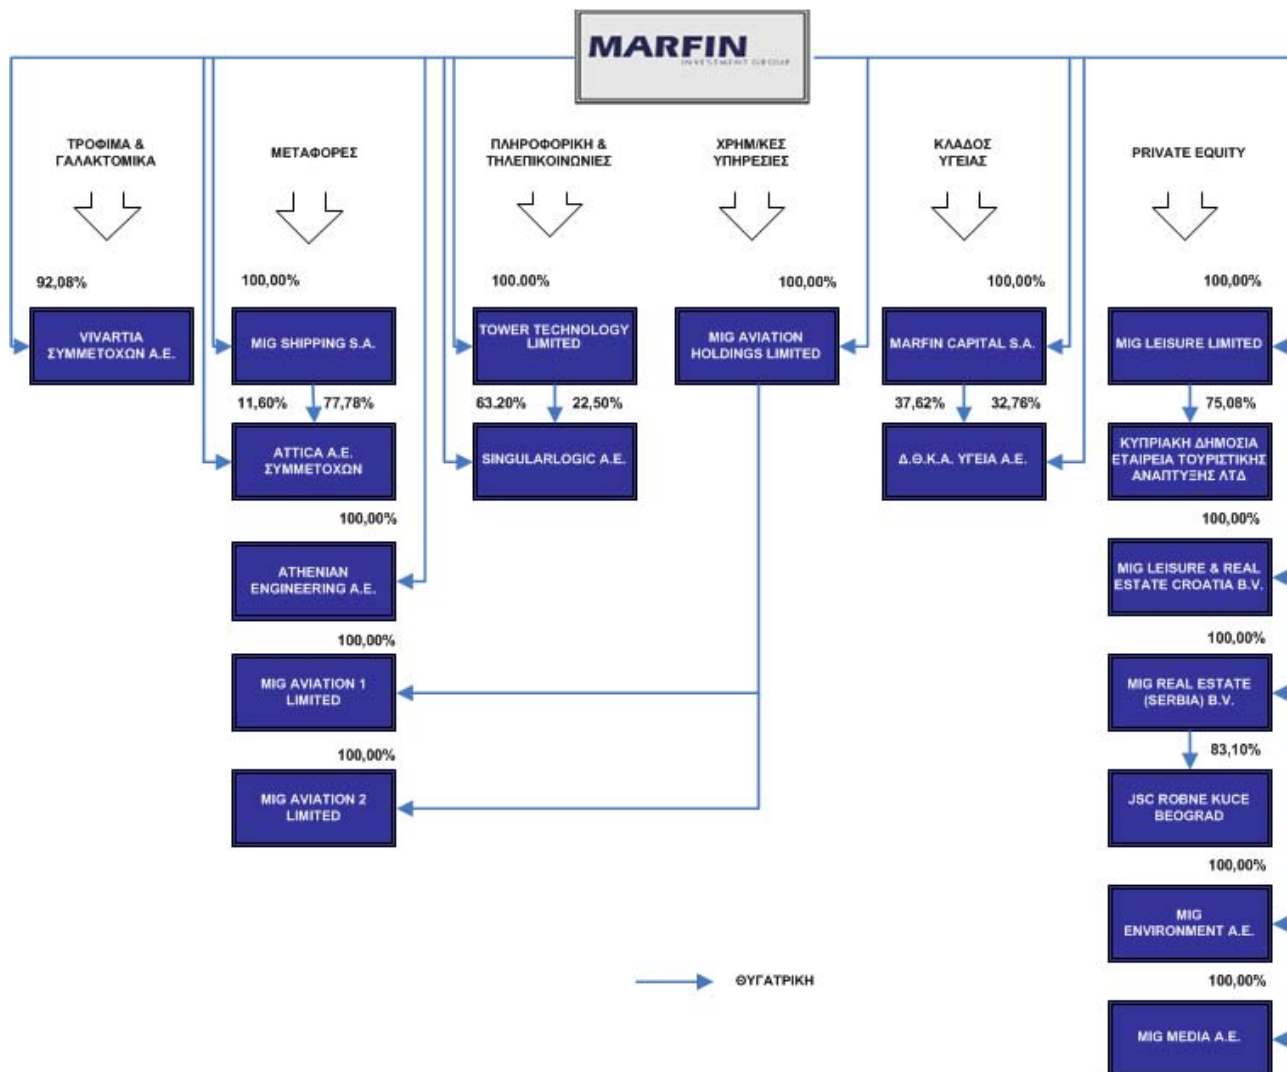 MARFIN
INVESTMENT GROUP
ΤΡΟΦΙΜΑ &
ΓΑΛΑΚΤΟΜΙΚΑ
ΜΕΤΑΦΟΡΕΣ
ΠΛΗΡΟΦΟΡΙΚΗ &
ΤΗΛΕΠΙΚΟΙΝΩΝΙΕΣ
ΧΡΗΜ/ΚΕΣ
ΥΠΗΡΕΣΙΕΣ
ΚΛΑΔΟΣ
ΥΓΕΙΑΣ
PRIVATE EQUITY
92,08%
100,00%
100.00%
100,00%
100,00%
100,00%
VIVARTIA
ΣΥΜΜΕΤΟΧΩΝ Α.Ε.
MIG SHIPPING S.A.
TOWER TECHNOLOGY
LIMITED
MIG AVIATION
HOLDINGS LIMITED
MARFIN CAPITAL S.A.
MIG LEISURE LIMITED
11,60%
77,78%
63.20%
22,50%
37,62%
32,76%
75,08%
ATTICA A.E.
ΣΥΜΜΕΤΟΧΩΝ
SINGULARLOGIC A.E.
Δ.Θ.Κ.Α. ΥΓΕΙΑ Α.Ε.
ΚΥΠΡΙΑΚΗ ΔΗΜΟΣΙΑ
ΕΤΑΙΡΕΙΑ ΤΟΥΡΙΣΤΙΚΗΣ
ΑΝΑΠΤΥΞΗΣ ΛΤΔ
100,00%
100,00%
ATHENIAN
ENGINEERING A.E.
MIG LEISURE & REAL
ESTATE CROATIA B.V.
100,00%
100,00%
MIG AVIATION 1
LIMITED
MIG REAL ESTATE
(SERBIA) B.V.
100,00%
83,10%
MIG AVIATION 2
LIMITED
JSC ROBNE KUCE
BEOGRAD
100,00%
MIG
ENVIRONMENT A.E.
ΘΥΓΑΤΡΙΚΗ
100,00%
MIG MEDIA A.E.